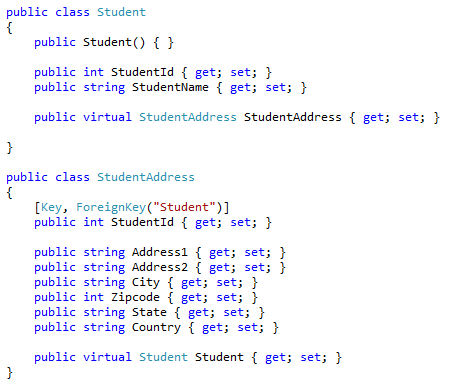 public class Student
{
    public Student() { }
    public int StudentId { get; set; }
    public string StudentName { get; set; }
    public virtual StudentAddress StudentAddress { get; set; }
}
public class StudentAddress
{
    [Key, ForeignKey("Student")]
    public int StudentId { get; set; }
    public string Address1 { get; set; }
    public string Address2 { get; set; }
    public string City { get; set; }
    public int Zipcode { get; set; }
    public string State { get; set; }
    public string Country { get; set; }
    public virtual Student Student { get; set; }
}